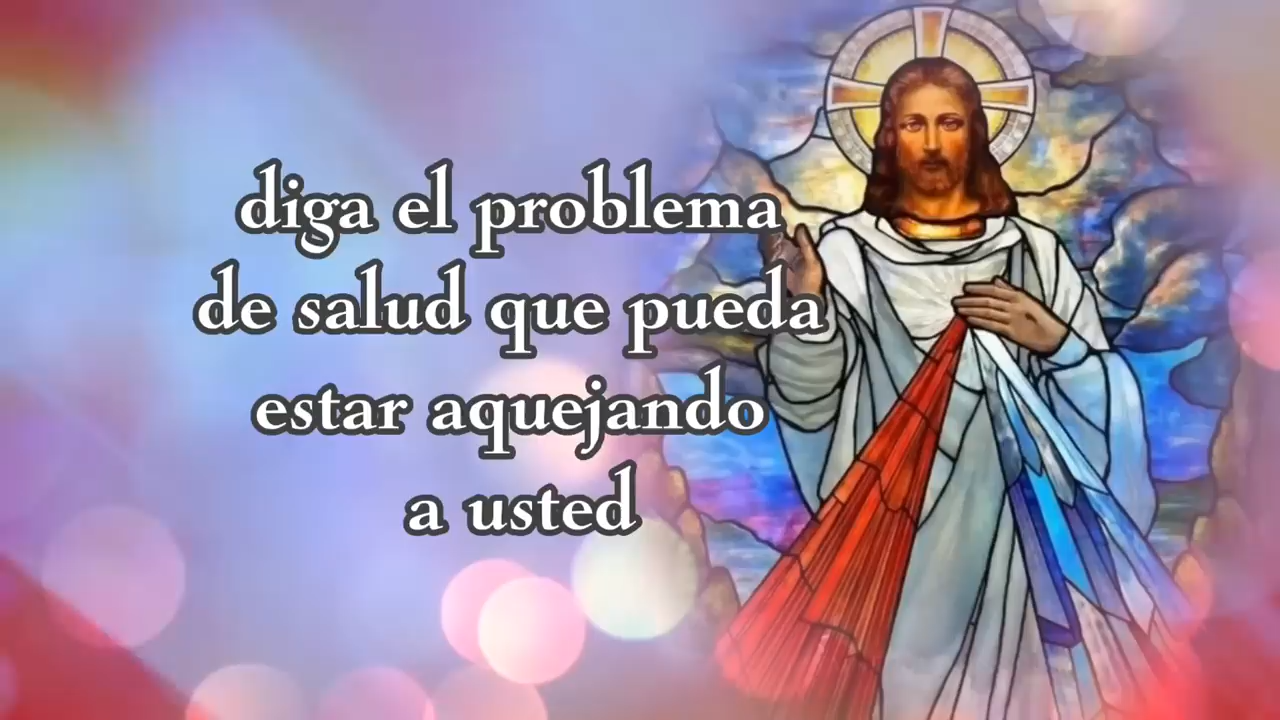 diga el problema
de salud que pueda
estar aquejando
a usted